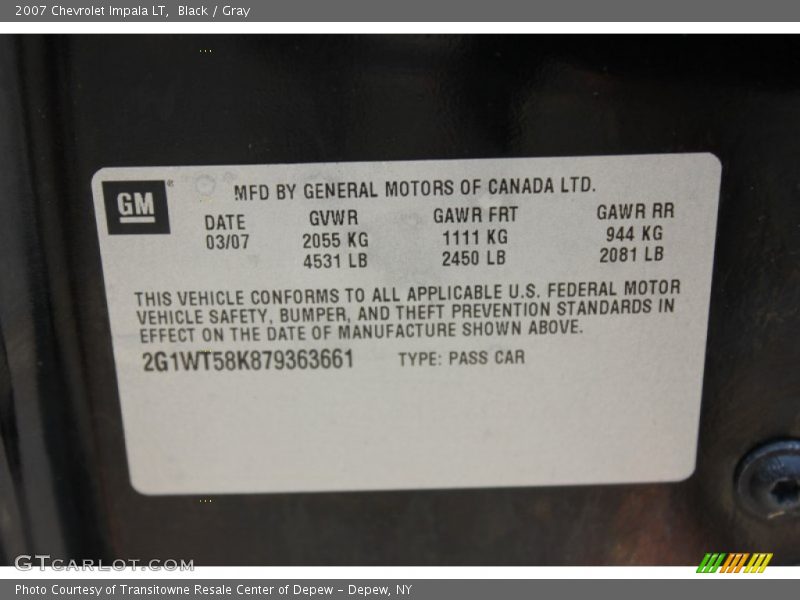 2007 Chevrolet Impala LT, Black / Gray
GM®
MFD BY GENERAL MOTORS OF CANADA LTD.
DATE GVWR GAWR FRT GAWR RR
03/07 2055 KG 1111 KG 944 KG
4531 LB 2450 LB 2081 LB
THIS VEHICLE CONFORMS TO ALL APPLICABLE U.S. FEDERAL MOTOR
VEHICLE SAFETY, BUMPER, AND THEFT PREVENTION STANDARDS IN
EFFECT ON THE DATE OF MANUFACTURE SHOWN ABOVE.
2G1WT58K879363661 TYPE: PASS CAR
GTCARLOT.COM
Photo Courtesy of Transitowne Resale Center of Depew – Depew, NY